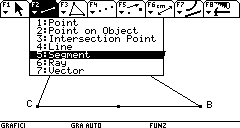 F1 F2 F3 F4 F5 F6 cm F7 F8
1:Point
2:Point on Object
3:Intersection Point
4:Line
5:Segment
6:Ray
7:Vector
C B
GRAFICI GRA AUTO FUNZ